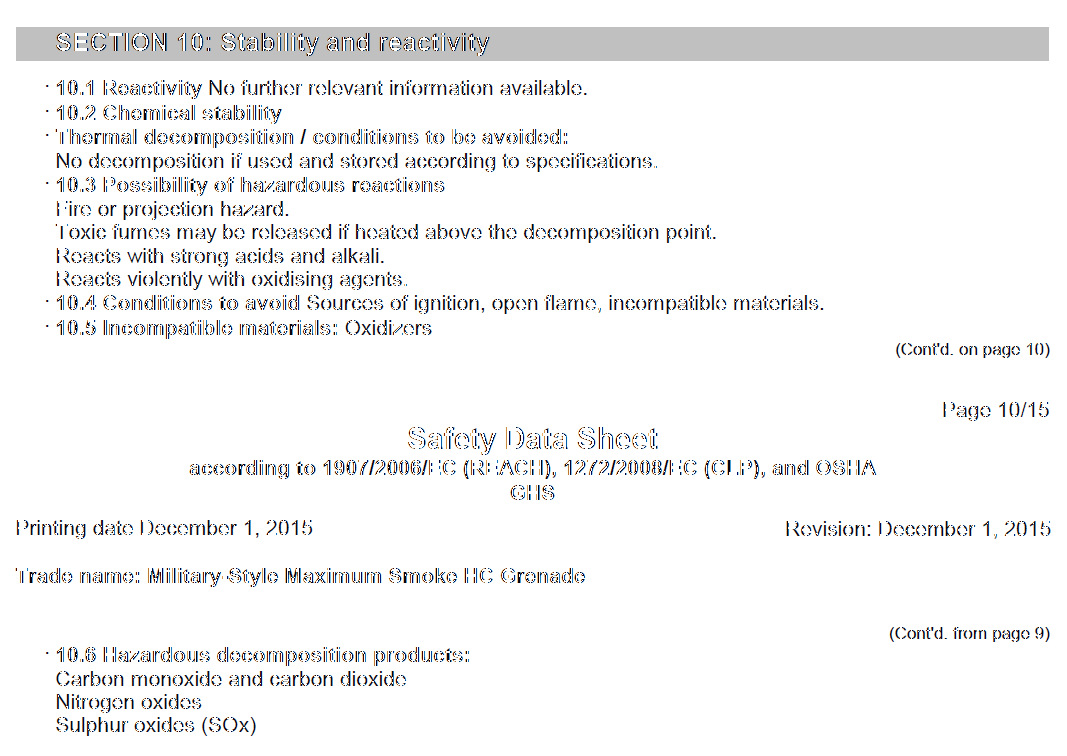 SECTION 10: Stability and reactivity
· 10.1 Reactivity No further relevant information available.
· 10.2 Chemical stability
· Thermal decomposition / conditions to be avoided:
No decomposition if used and stored according to specifications.
· 10.3 Possibility of hazardous reactions
Fire or projection hazard.
Toxic fumes may be released if heated above the decomposition point.
Reacts with strong acids and alkali.
Reacts violently with oxidising agents.
· 10.4 Conditions to avoid Sources of ignition, open flame, incompatible materials.
· 10.5 Incompatible materials: Oxidizers
(Cont'd. on page 10)
Page 10/15
Safety Data Sheet
according to 1907/2006/EC (REACH), 1272/2008/EC (CLP), and OSHA
GHS
Printing date December 1, 2015 Revision: December 1, 2015
Trade name: Military-Style Maximum Smoke HC Grenade
(Cont'd. from page 9)
· 10.6 Hazardous decomposition products:
Carbon monoxide and carbon dioxide
Nitrogen oxides
Sulphur oxides (SOx)